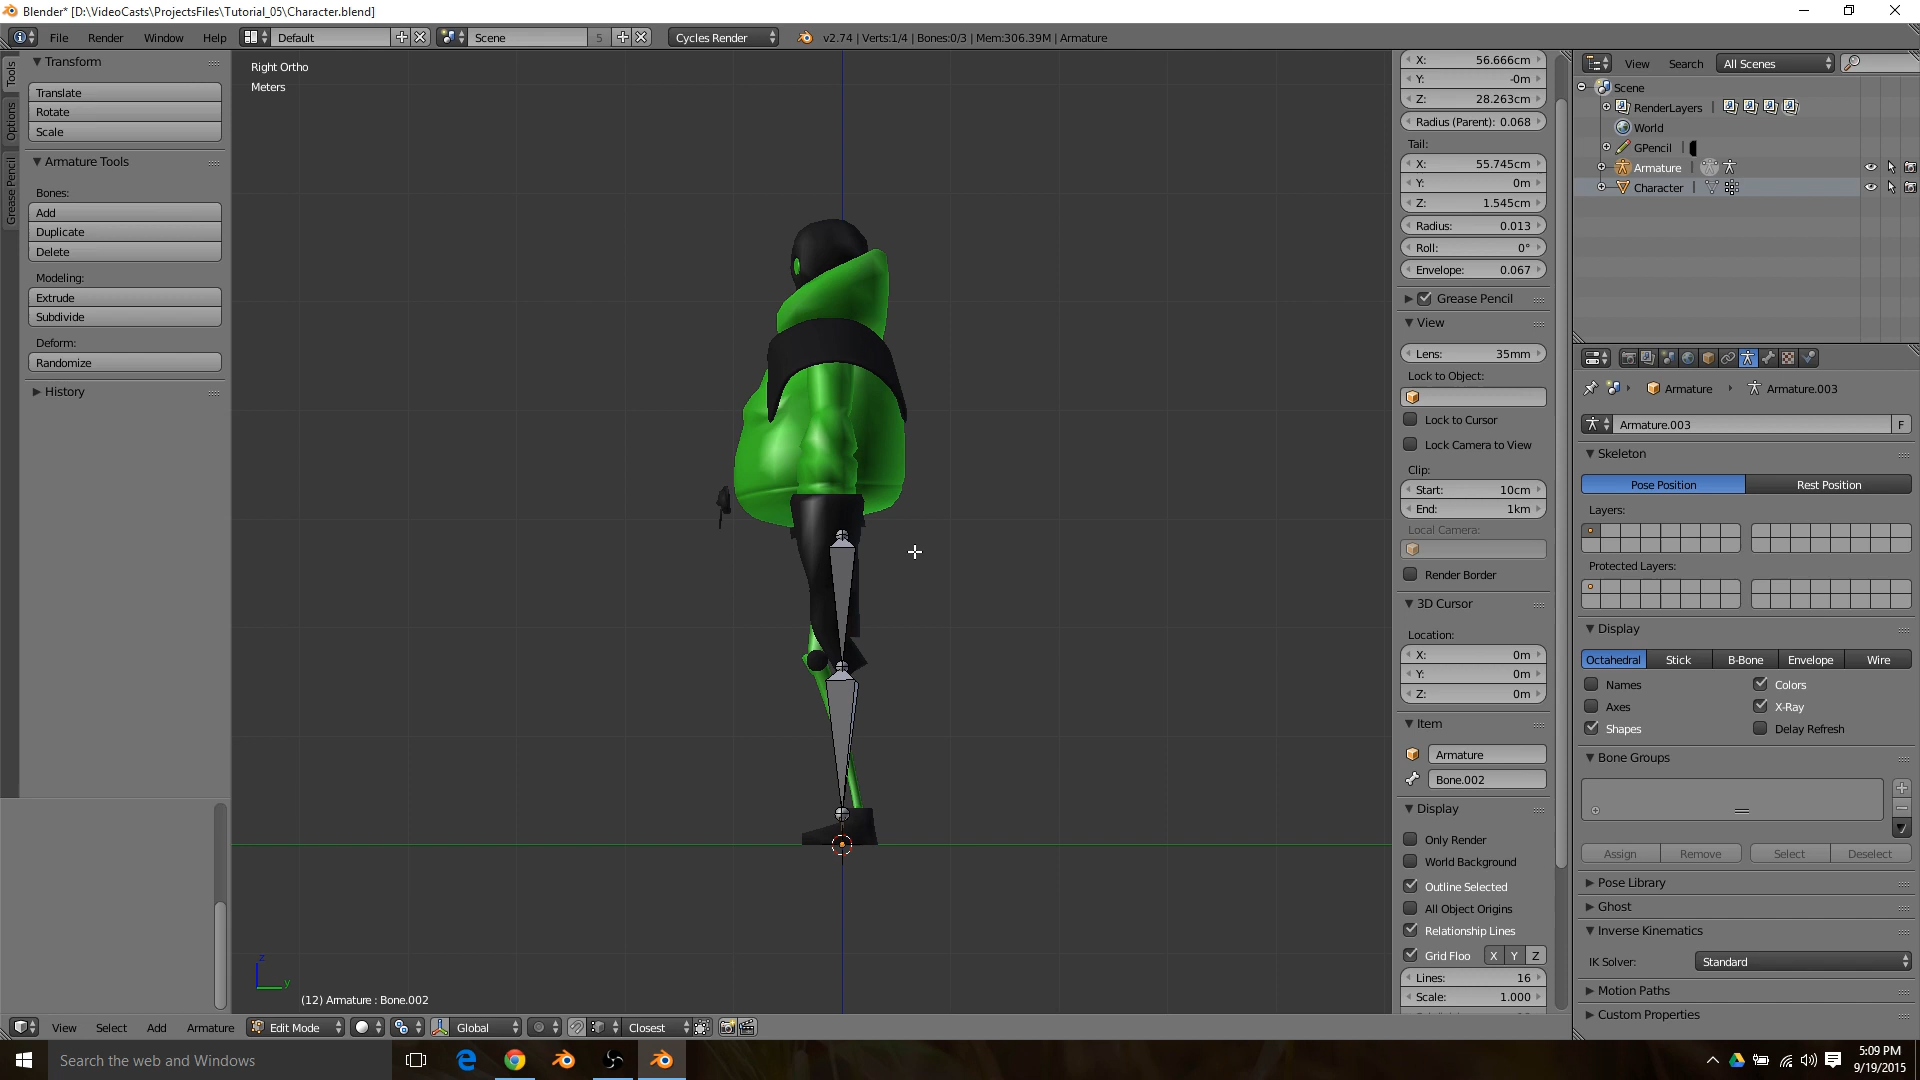 Blender* [D:\VideoCasts\ProjectsFiles\Tutorial_05\Character.blend]
File Render Window Help Default Scene 5 Cycles Render v2.74 | Verts:1/4 | Bones:0/3 | Mem:306.39M | Armature
Tools
Options
Grease Pencil
Transform
Translate
Rotate
Scale
Armature Tools
Bones:
Add
Duplicate
Delete
Modeling:
Extrude
Subdivide
Deform:
Randomize
History
Right Ortho
Meters
z
y
(12) Armature : Bone.002
X: 56.666cm
Y: -0m
Z: 28.263cm
Radius (Parent): 0.068
Tail:
X: 55.745cm
Y: 0m
Z: 1.545cm
Radius: 0.013
Roll: 0°
Envelope: 0.067
Grease Pencil
View
Lens: 35mm
Lock to Object:
Lock to Cursor
Lock Camera to View
Clip:
Start: 10cm
End: 1km
Local Camera:
Render Border
3D Cursor
Location:
X: 0m
Y: 0m
Z: 0m
Item
Armature
Bone.002
Display
Only Render
World Background
Outline Selected
All Object Origins
Relationship Lines
Grid Floo X Y Z
Lines: 16
Scale: 1.000
View Search All Scenes
Scene
RenderLayers |
World
GPencil |
Armature |
Character |
Armature Armature.003
Armature.003 F
Skeleton
Pose Position Rest Position
Layers:
Protected Layers:
Display
Octahedral Stick B-Bone Envelope Wire
Names Colors
Axes X-Ray
Shapes Delay Refresh
Bone Groups
Assign Remove Select Deselect
Pose Library
Ghost
Inverse Kinematics
IK Solver: Standard
Motion Paths
Custom Properties
View Select Add Armature Edit Mode Global Closest
Search the web and Windows
5:09 PM
9/19/2015